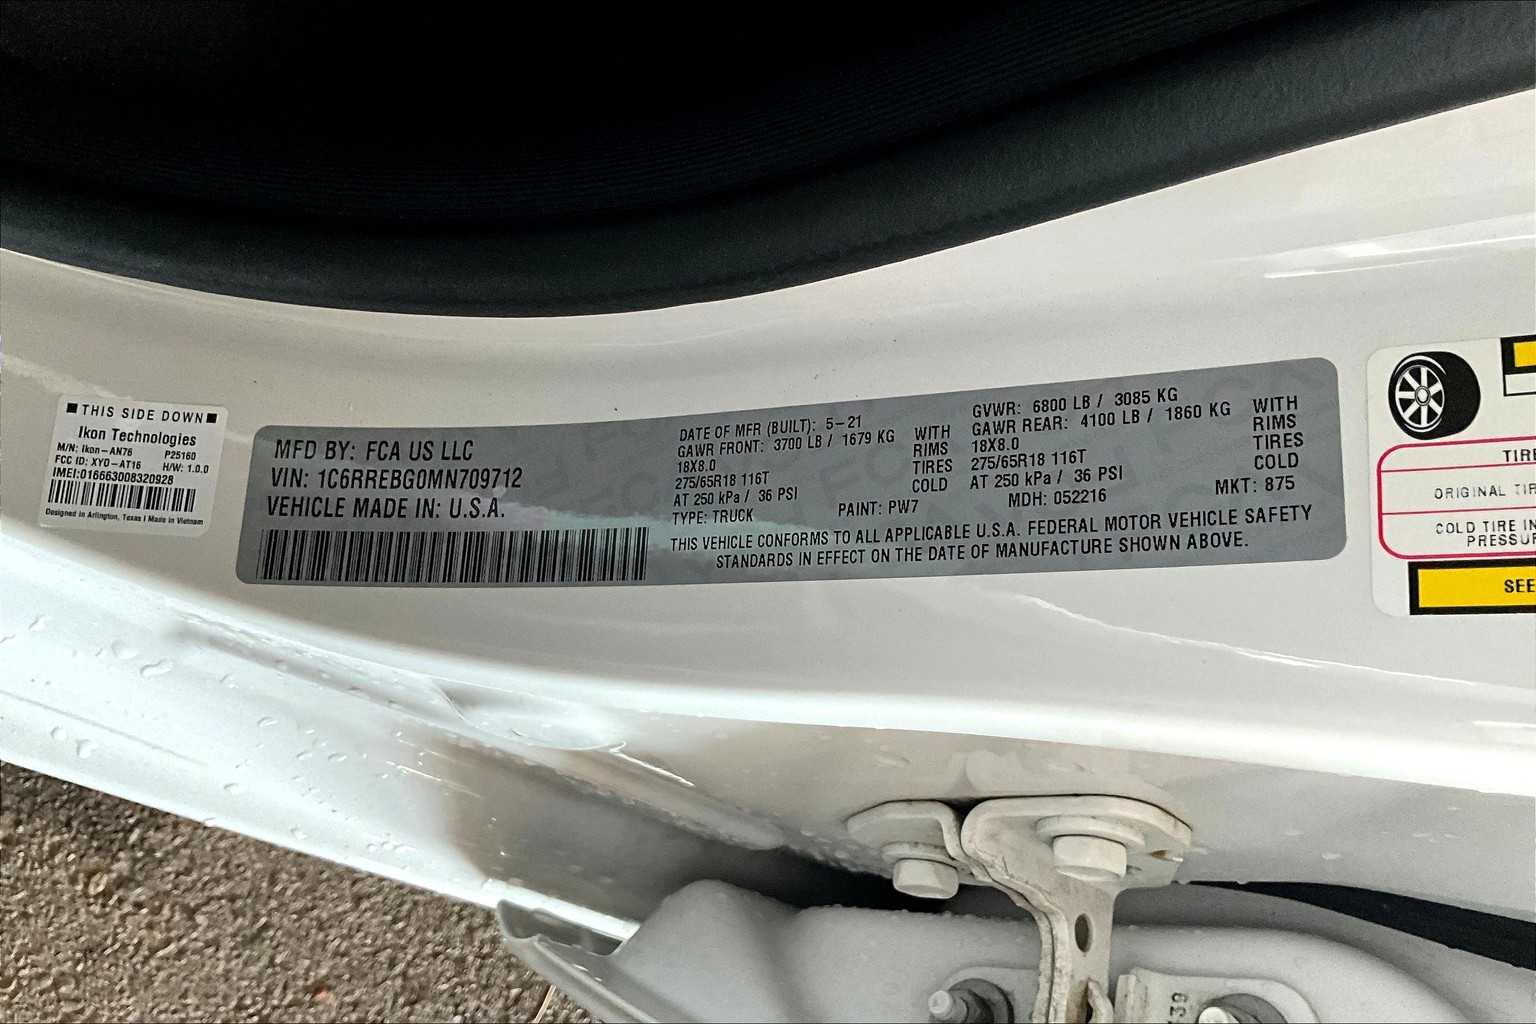 THIS SIDE DOWN
Ikon Technologies
M/N: Ikon-AN76 P25160
FCC ID: XYO-AT16 H/W: 1.0.0
IMEI:016663008320928
Designed in Arlington, Texas | Made in Vietnam
MFD BY: FCA US LLC
VIN: 1C6RREBG0MN709712
VEHICLE MADE IN: U.S.A.
DATE OF MFR (BUILT): 5-21
GAWR FRONT: 3700 LB / 1679 KG WITH
18X8.0 RIMS
275/65R18 116T TIRES
AT 250 kPa / 36 PSI COLD
TYPE: TRUCK
PAINT: PW7
GVWR: 6800 LB / 3085 KG
GAWR REAR: 4100 LB / 1860 KG WITH
18X8.0 RIMS
275/65R18 116T TIRES
AT 250 kPa / 36 PSI COLD
MDH: 052216
MKT: 875
THIS VEHICLE CONFORMS TO ALL APPLICABLE U.S.A. FEDERAL MOTOR VEHICLE SAFETY
STANDARDS IN EFFECT ON THE DATE OF MANUFACTURE SHOWN ABOVE.
TIRE
ORIGINAL TIR
COLD TIRE IN
PRESSUR
SEE
39